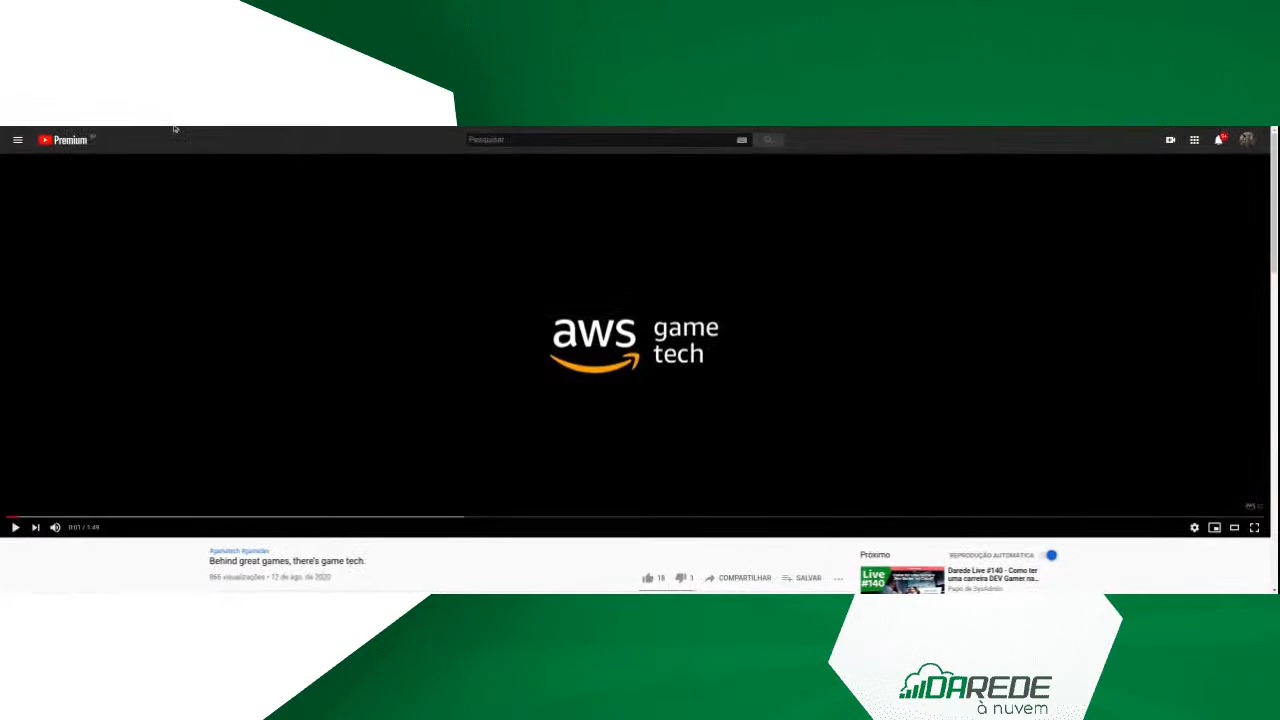 Premium BR
Pesquisar
9+
aws game
tech
0:01 / 1:49
#gametech #gamedev
Behind great games, there's game tech.
866 visualizações • 12 de ago. de 2020
18
1
COMPARTILHAR
SALVAR
Próximo
REPRODUÇÃO AUTOMÁTICA
Live
#140
Darede Live #140 - Como ter
uma carreira DEV Gamer na...
Papo de SysAdmin
DAREDE
à nuvem